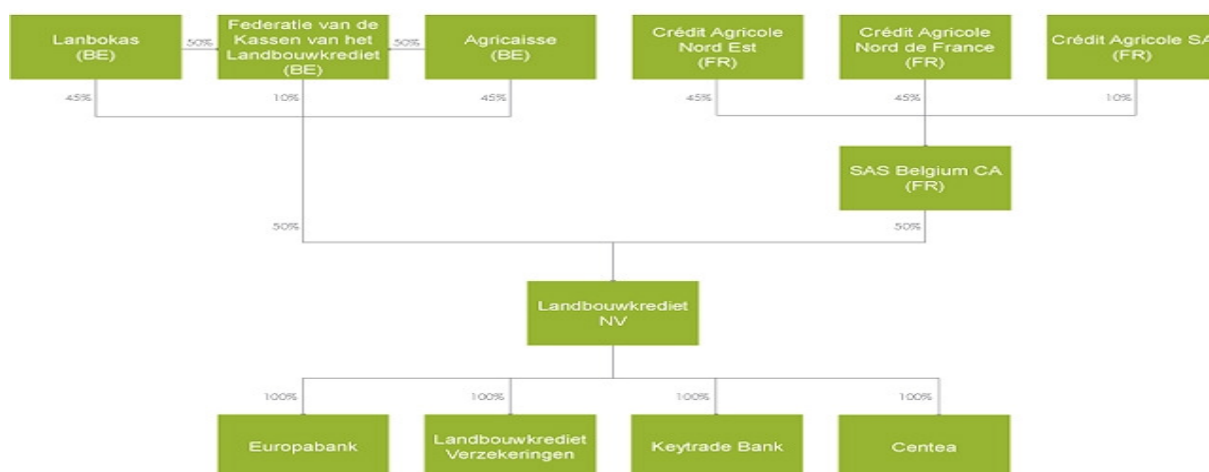 Lanbokas
(BE)
50%
Federatie van de
Kassen van het
Landbouwkrediet
(BE)
50%
Agricaisse
(BE)
Crédit Agricole
Nord Est
(FR)
Crédit Agricole
Nord de France
(FR)
Crédit Agricole SA
(FR)
45%
10%
45%
45%
45%
10%
SAS Belgium CA
(FR)
50%
50%
Landbouwkrediet
NV
100%
100%
100%
100%
Europabank
Landbouwkrediet
Verzekeringen
Keytrade Bank
Centea